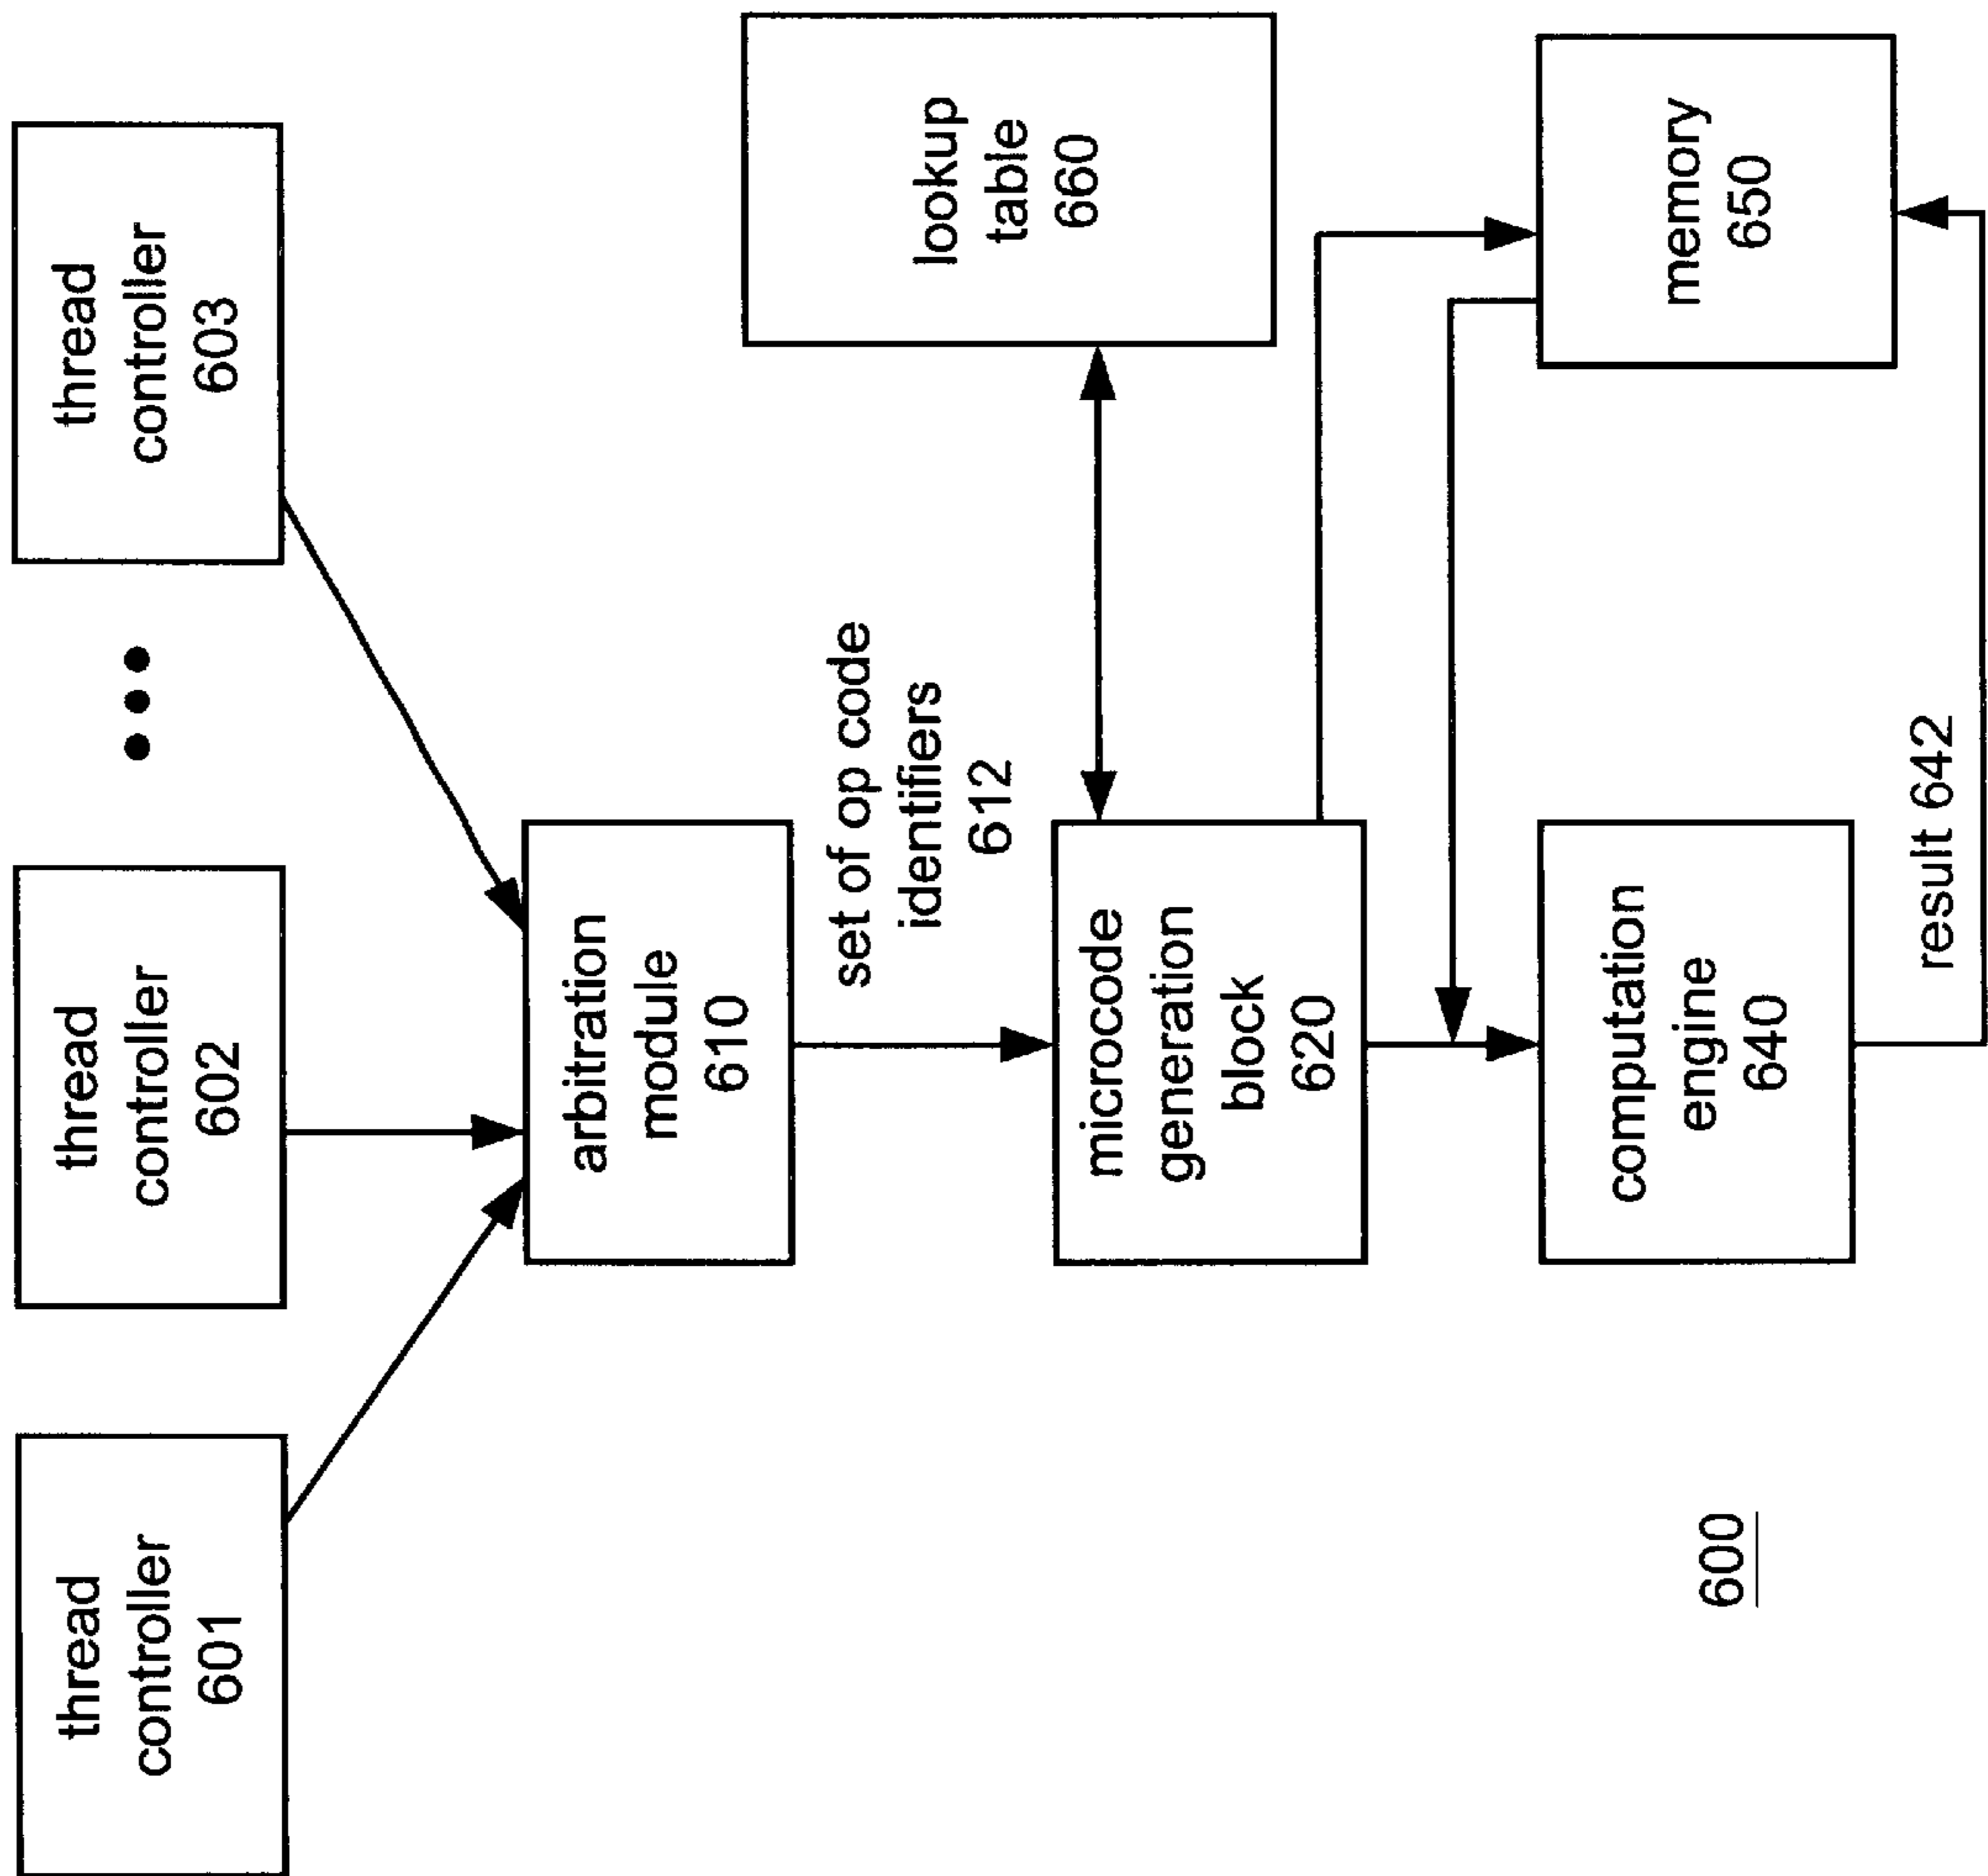 thread
controller
601
thread
controller
602
thread
controller
603
arbitration
module
610
set of op code
identifiers
612
microcode
generation
block
620
lookup
table
660
computation
engine
640
memory
650
result 642
600